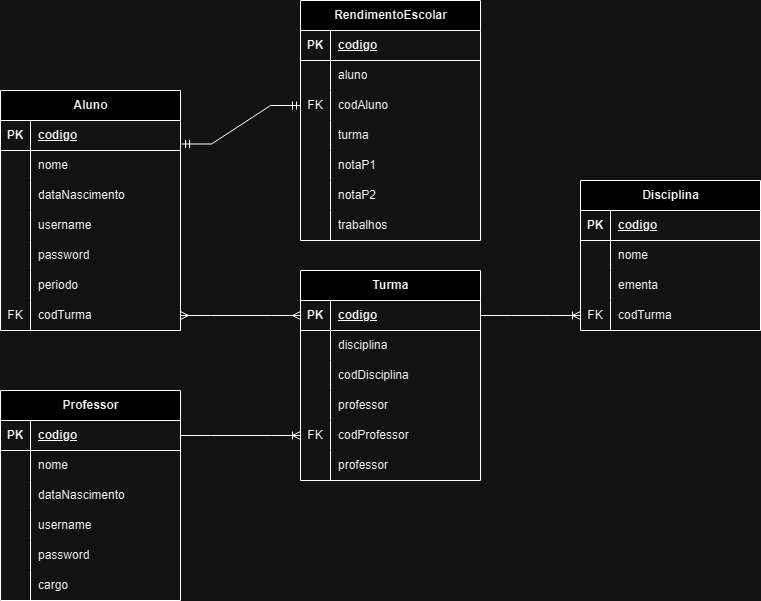 RendimentoEscolar
PK codigo
aluno
FK codAluno
turma
notaP1
notaP2
trabalhos
Aluno
PK codigo
nome
dataNascimento
username
password
periodo
FK codTurma
Disciplina
PK codigo
nome
ementa
FK codTurma
Turma
PK codigo
disciplina
codDisciplina
professor
FK codProfessor
professor
Professor
PK codigo
nome
dataNascimento
username
password
cargo